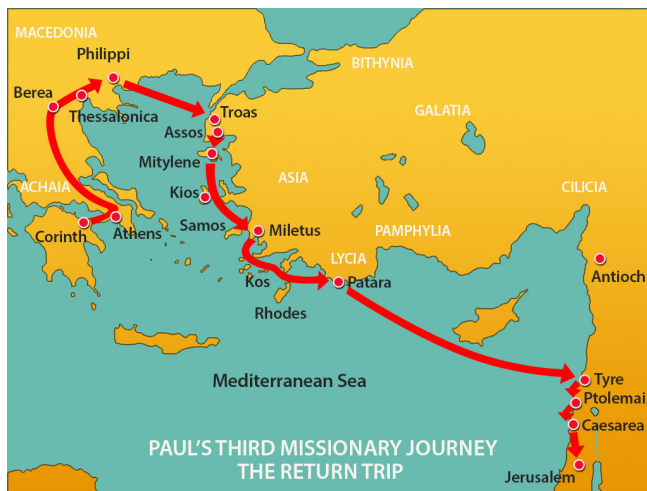 MACEDONIA
Philippi
BITHYNIA
Berea
Thessalonica
Troas
GALATIA
Assos
Mitylene
ASIA
ACHAIA
Kios
CILICIA
Corinth
Athens
Samos
Miletus
PAMPHYLIA
LYCIA
Antioch
Kos
Patara
Rhodes
Mediterranean Sea
Tyre
Ptolemai
Caesarea
PAUL'S THIRD MISSIONARY JOURNEY
THE RETURN TRIP
Jerusalem